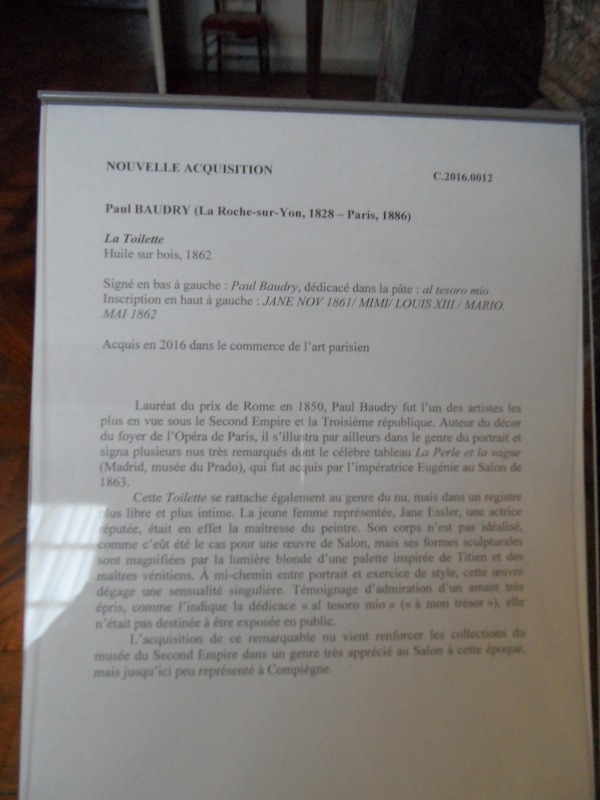 NOUVELLE ACQUISITION
C.2016.0012
Paul BAUDRY (La Roche-sur-Yon, 1828 – Paris, 1886)
La Toilette
Huile sur bois, 1862
Signé en bas à gauche : Paul Baudry, dédicacé dans la pâte : al tesoro mio
Inscription en haut à gauche : JANE NOV 1861/ MIMI/ LOUIS XIII./ MARIO.
MAI 1862
Acquis en 2016 dans le commerce de l'art parisien
Lauréat du prix de Rome en 1850, Paul Baudry fut l'un des artistes les
plus en vue sous le Second Empire et la Troisième république. Auteur du décor
du foyer de l'Opéra de Paris, il s'illustra par ailleurs dans le genre du portrait et
signa plusieurs nus très remarqués dont le célèbre tableau La Perle et la vague
(Madrid, musée du Prado), qui fut acquis par l'impératrice Eugénie au Salon de
1863.
Cette Toilette se rattache également au genre du nu, mais dans un registre
plus libre et plus intime. La jeune femme représentée, Jane Essler, une actrice
réputée, était en effet la maîtresse du peintre. Son corps n'est pas idéalisé,
comme c'eût été le cas pour une œuvre de Salon, mais ses formes sculpturales
sont magnifiées par la lumière blonde d'une palette inspirée de Titien et des
maîtres vénitiens. À mi-chemin entre portrait et exercice de style, cette œuvre
dégage une sensualité singulière. Témoignage d'admiration d'un amant très
épris, comme l'indique la dédicace « al tesoro mio » (« à mon trésor »), elle
n'était pas destinée à être exposée en public.
L'acquisition de ce remarquable nu vient renforcer les collections du
musée du Second Empire dans un genre très apprécié au Salon à cette époque,
mais jusqu'ici peu représenté à Compiègne.